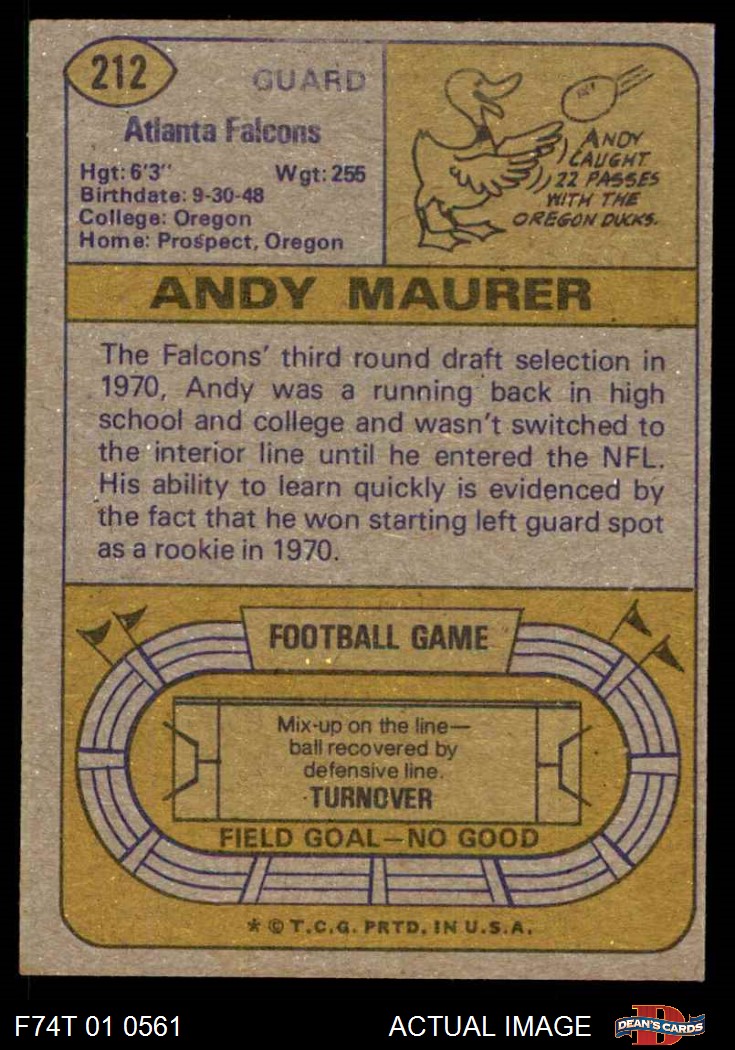 212
GUARD
Atlanta Falcons
Hgt: 6'3" Wgt: 255
Birthdate: 9-30-48
College: Oregon
Home: Prospect, Oregon
ANDY
CAUGHT
22 PASSES
WITH THE
OREGON DUCKS.
ANDY MAURER
The Falcons' third round draft selection in
1970, Andy was a running back in high
school and college and wasn't switched to
the interior line until he entered the NFL.
His ability to learn quickly is evidenced by
the fact that he won starting left guard spot
as a rookie in 1970.
FOOTBALL GAME
Mix-up on the line—
ball recovered by
defensive line.
TURNOVER
FIELD GOAL—NO GOOD
* © T.C.G. PRTD. IN U.S.A.
F74T 01 0561 ACTUAL IMAGE
D
DEAN'S CARDS